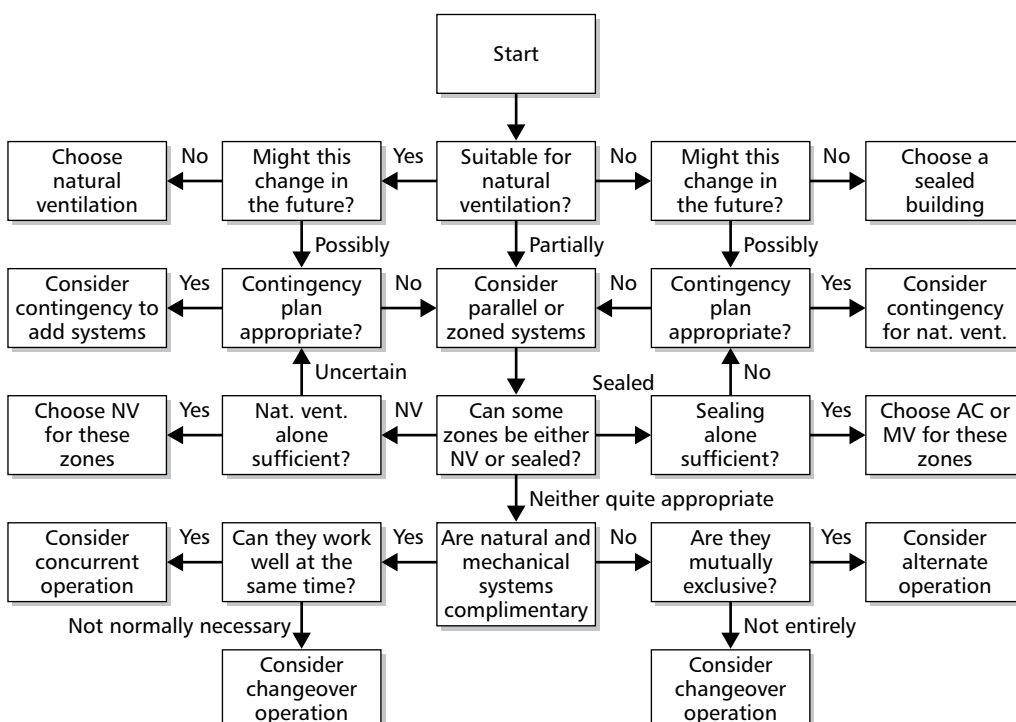 Start
Choose
natural
ventilation
No
Might this
change in
the future?
Yes
Suitable for
natural
ventilation?
No
Might this
change in
the future?
No
Choose a
sealed
building
Possibly
Partially
Possibly
Consider
contingency to
add systems
Yes
Contingency
plan
appropriate?
No
Consider
parallel or
zoned systems
No
Contingency
plan
appropriate?
Yes
Consider
contingency
for nat. vent.
Uncertain
Sealed
No
Choose NV
for these
zones
Yes
Nat. vent.
alone
sufficient?
NV
Can some
zones be either
NV or sealed?
Sealing
alone
sufficient?
Yes
Choose AC or
MV for these
zones
Neither quite appropriate
Consider
concurrent
operation
Yes
Can they work
well at the
same time?
Yes
Are natural and
mechanical
systems
complimentary
No
Are they
mutually
exclusive?
Yes
Consider
alternate
operation
Not normally necessary
Not entirely
Consider
changeover
operation
Consider
changeover
operation